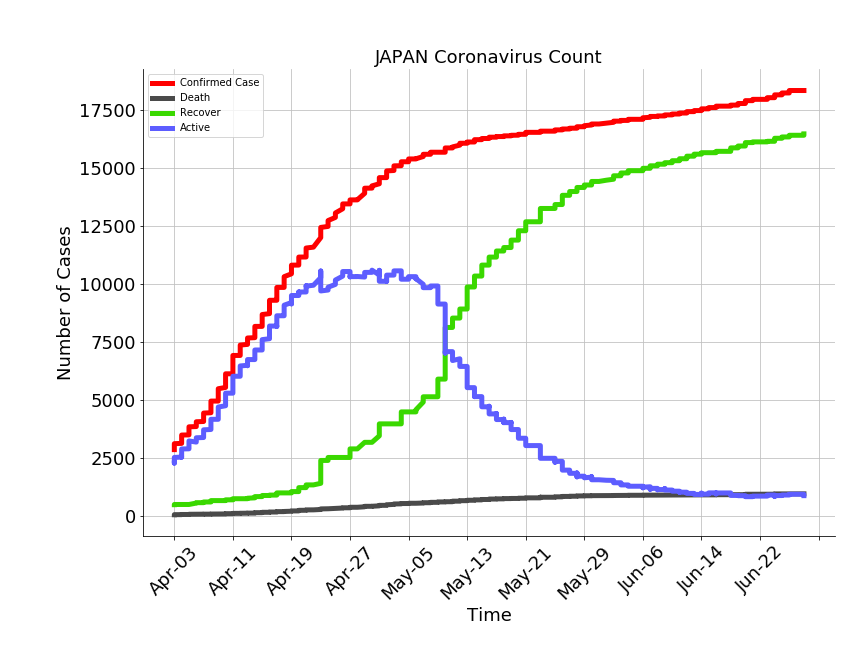 JAPAN Coronavirus Count
Confirmed Case
Death
Recover
Active
Number of Cases
17500
15000
12500
10000
7500
5000
2500
0
Apr-03
Apr-11
Apr-19
Apr-27
May-05
May-13
May-21
May-29
Jun-06
Jun-14
Jun-22
Time